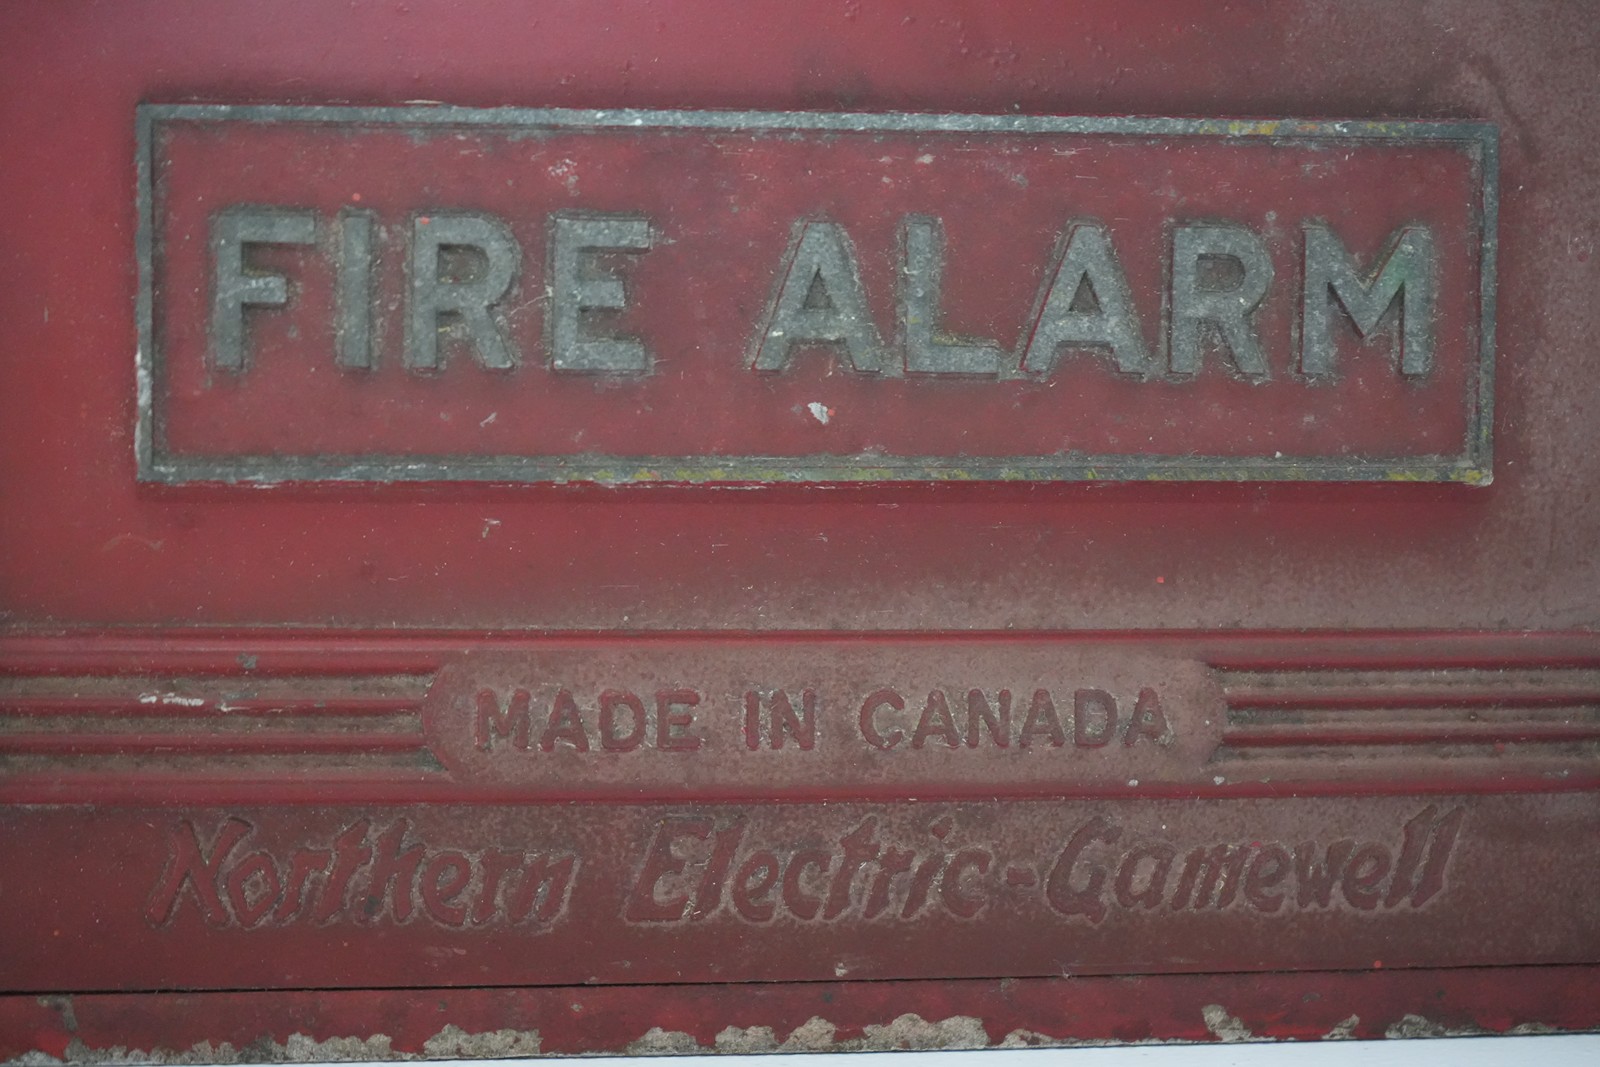 FIRE ALARM
MADE IN CANADA
Northern Electric-Gamewell